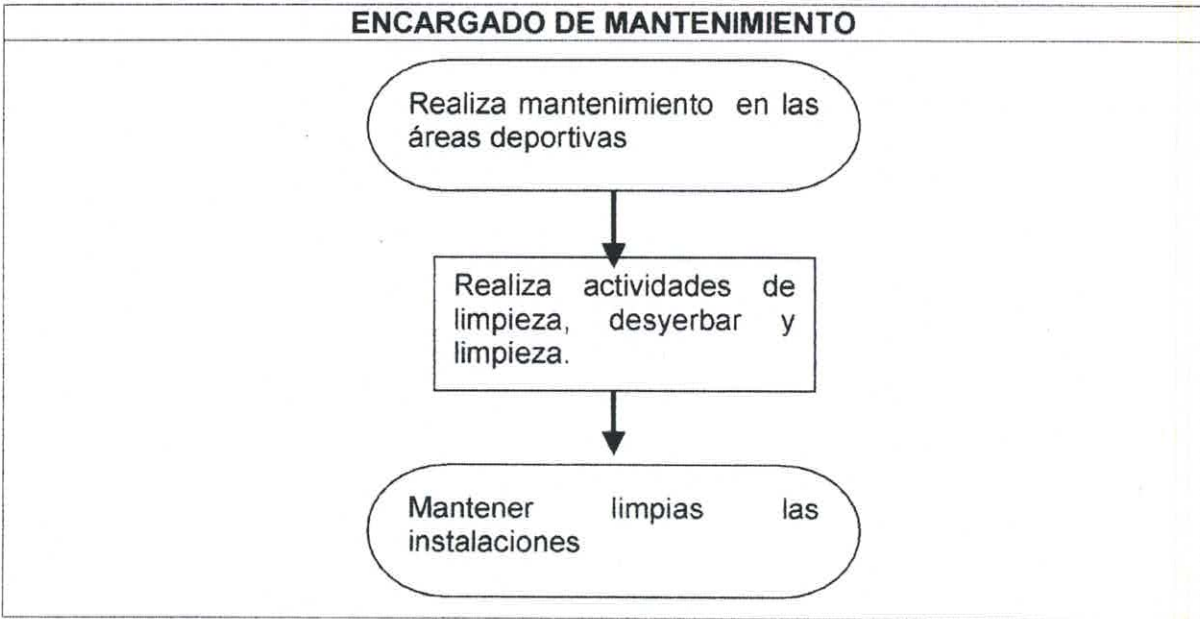 ENCARGADO DE MANTENIMIENTO
Realiza mantenimiento en las
áreas deportivas
Realiza actividades de
limpieza, desyerbar y
limpieza.
Mantener limpias las
instalaciones